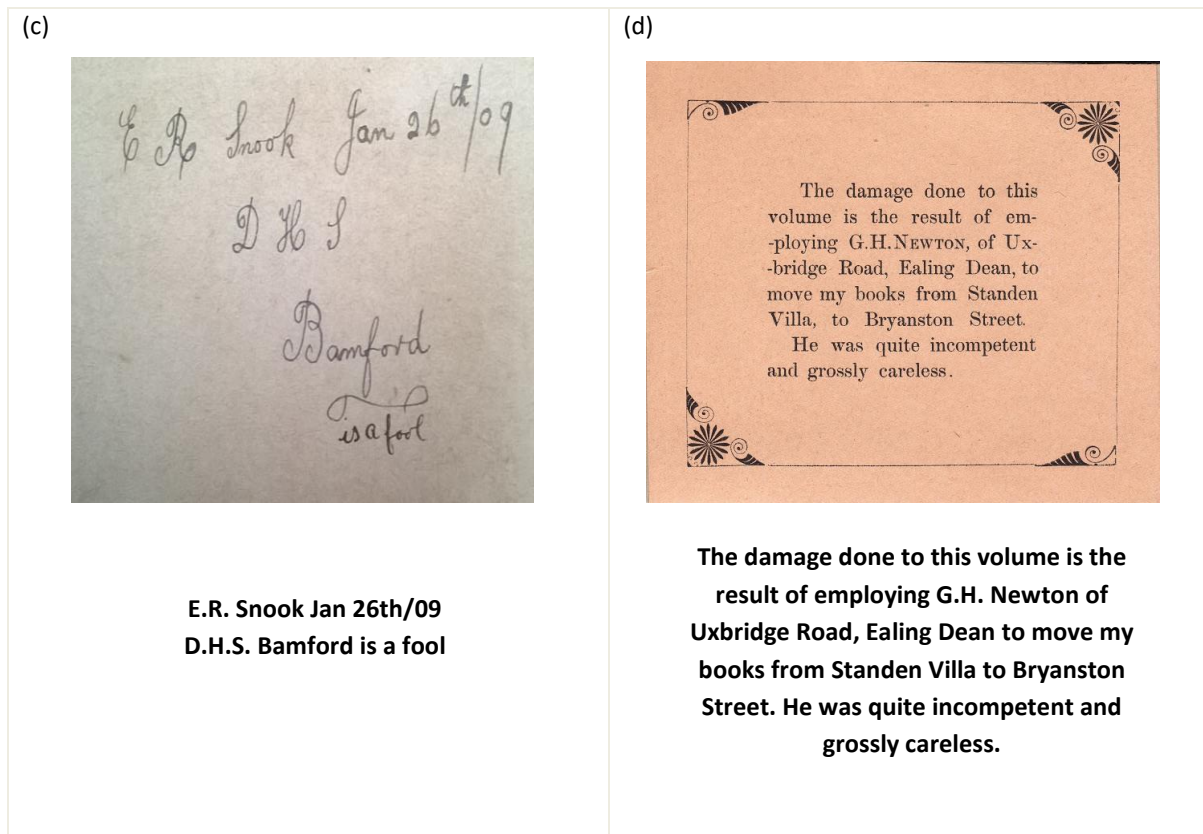 (c)
E R Snook Jan 26th/09
D H S
Bamford
is a fool
E.R. Snook Jan 26th/09
D.H.S. Bamford is a fool
(d)
The damage done to this
volume is the result of em-
-ploying G.H.NEWTON, of Ux-
-bridge Road, Ealing Dean, to
move my books from Standen
Villa, to Bryanston Street.
He was quite incompetent
and grossly careless.
The damage done to this volume is the
result of employing G.H. Newton of
Uxbridge Road, Ealing Dean to move my
books from Standen Villa to Bryanston
Street. He was quite incompetent and
grossly careless.